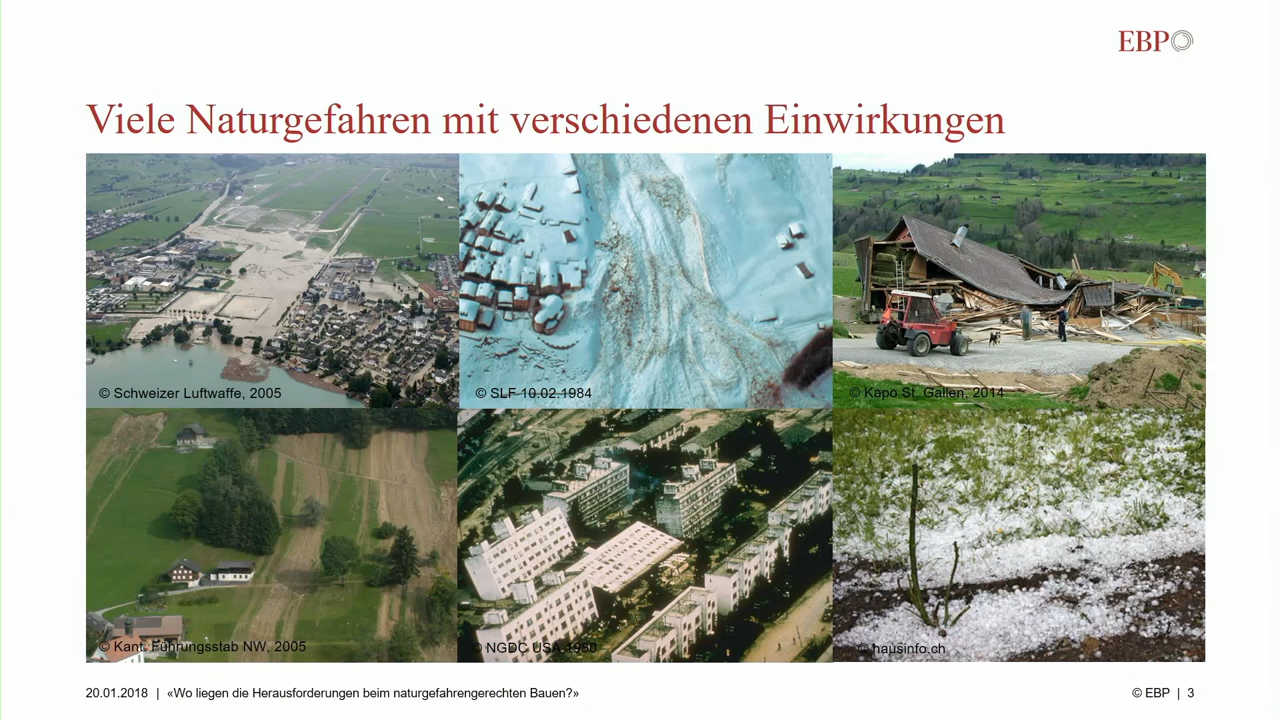 EBP
Viele Naturgefahren mit verschiedenen Einwirkungen
© Schweizer Luftwaffe, 2005
© SLF 10.02.1984
© Kapo St. Gallen, 2014
© Kant. Führungsstab NW, 2005
© NGDC USA 1980
© hausinfo.ch
20.01.2018 | «Wo liegen die Herausforderungen beim naturgefahrengerechten Bauen?»
© EBP | 3